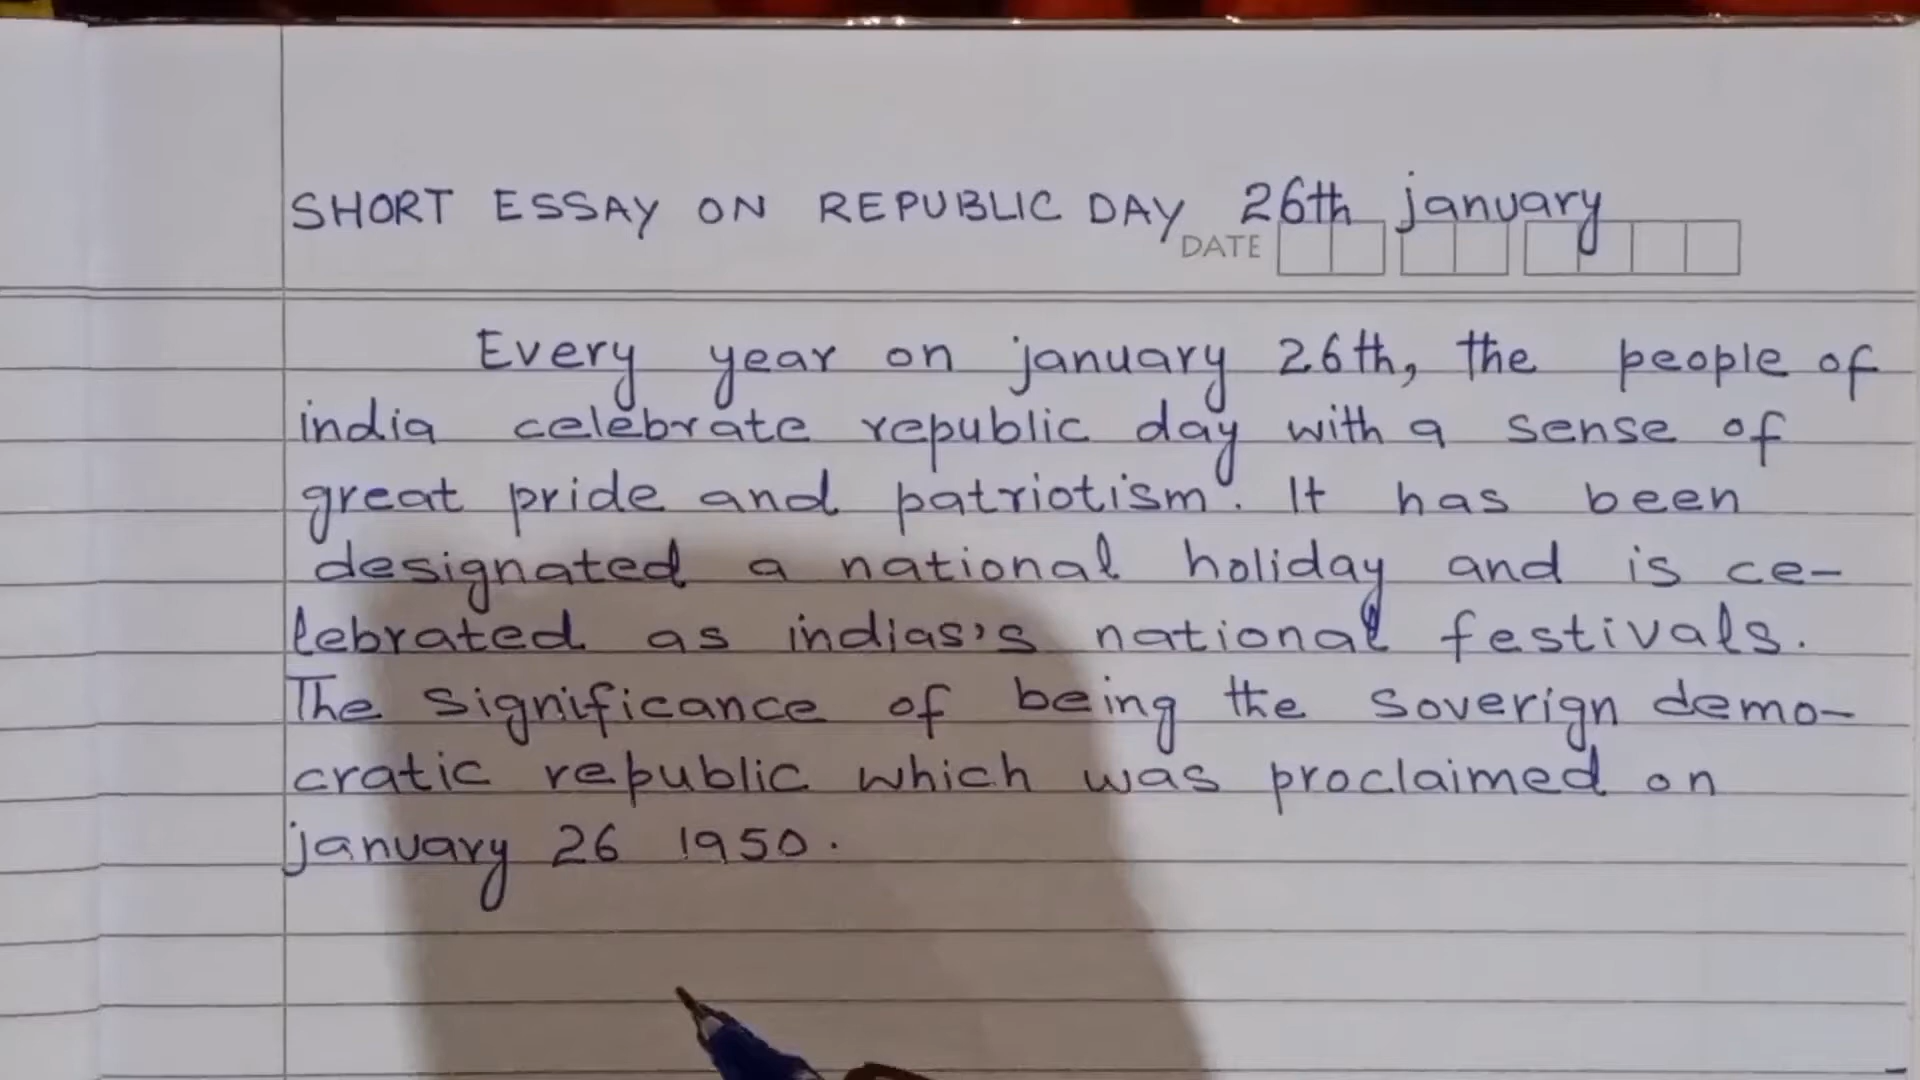 SHORT ESSAY ON REPUBLIC DAY 26th january
DATE
Every year on january 26th, the people of
india celebrate republic day with a sense of
great pride and patriotism. It has been
designated a national holiday and is ce-
lebrated as indias's national festivals.
The significance of being the soverign demo-
cratic republic which was proclaimed on
january 26 1950.